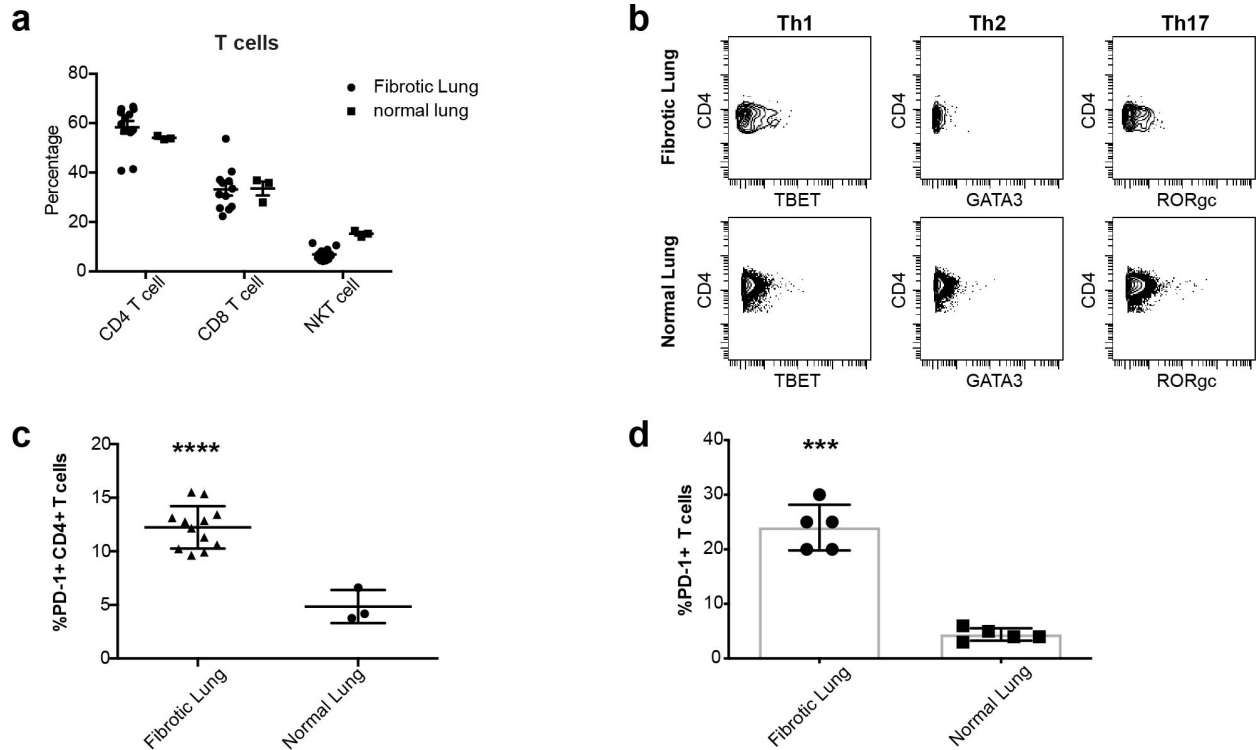 a
T cells
80
60
40
20
0
Percentage
Fibrotic Lung
normal lung
CD4 T cell
CD8 T cell
NKT cell
b
Th1
Th2
Th17
Fibrotic Lung
CD4
CD4
CD4
TBET
GATA3
RORgc
Normal Lung
CD4
CD4
CD4
TBET
GATA3
RORgc
c
20
15
10
5
0
%PD-1+ CD4+ T cells
****
Fibrotic Lung
Normal Lung
d
40
30
20
10
0
%PD-1+ T cells
***
Fibrotic Lung
Normal Lung